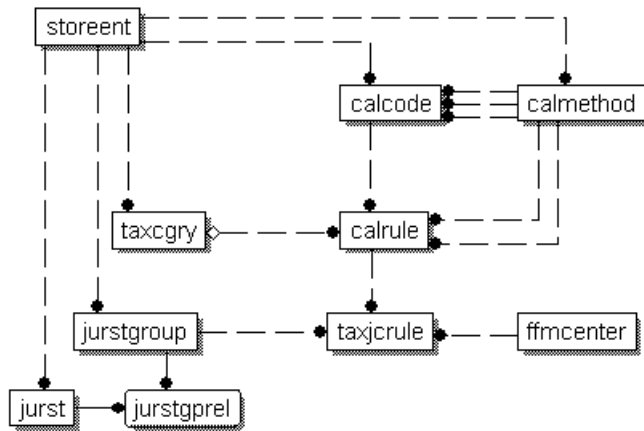 storeent
calcode
calmethod
taxcgry
calrule
jurstgroup
taxjcrule
ffmcenter
jurst
jurstgprel